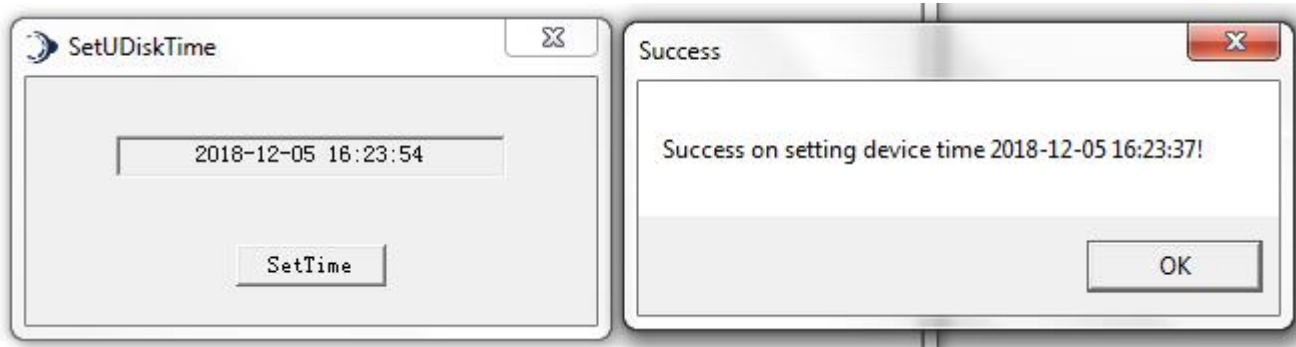 SetUDiskTime
2018-12-05 16:23:54
SetTime
Success
Success on setting device time 2018-12-05 16:23:37!
OK